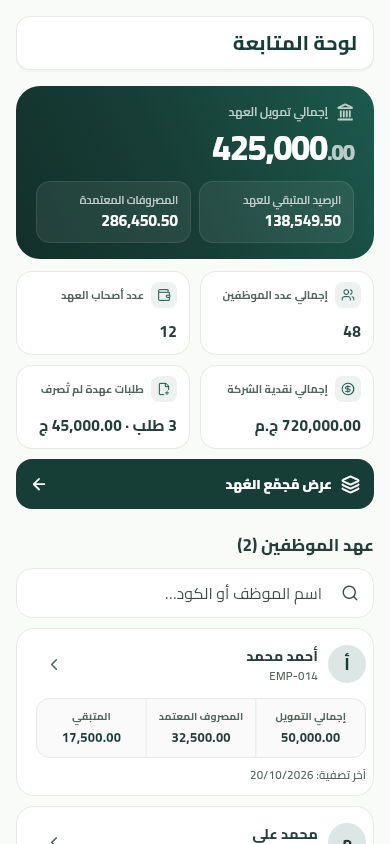 لوحة المتابعة
إجمالي تمويل العهد
425,000.00
الرصيد المتبقي للعهد
138,549.50
المصروفات المعتمدة
286,450.50
إجمالي عدد الموظفين
48
عدد أصحاب العهد
12
إجمالي نقدية الشركة
720,000.00 ج.م
طلبات عهدة لم تُصرف
3 طلب · 45,000.00 ج
عرض مُجمّع العُهد
عهد الموظفين (2)
اسم الموظف أو الكود...
أ
أحمد محمد
EMP-014
إجمالي التمويل
50,000.00
المصروف المعتمد
32,500.00
المتبقي
17,500.00
آخر تصفية: 20/10/2026
محمد علي